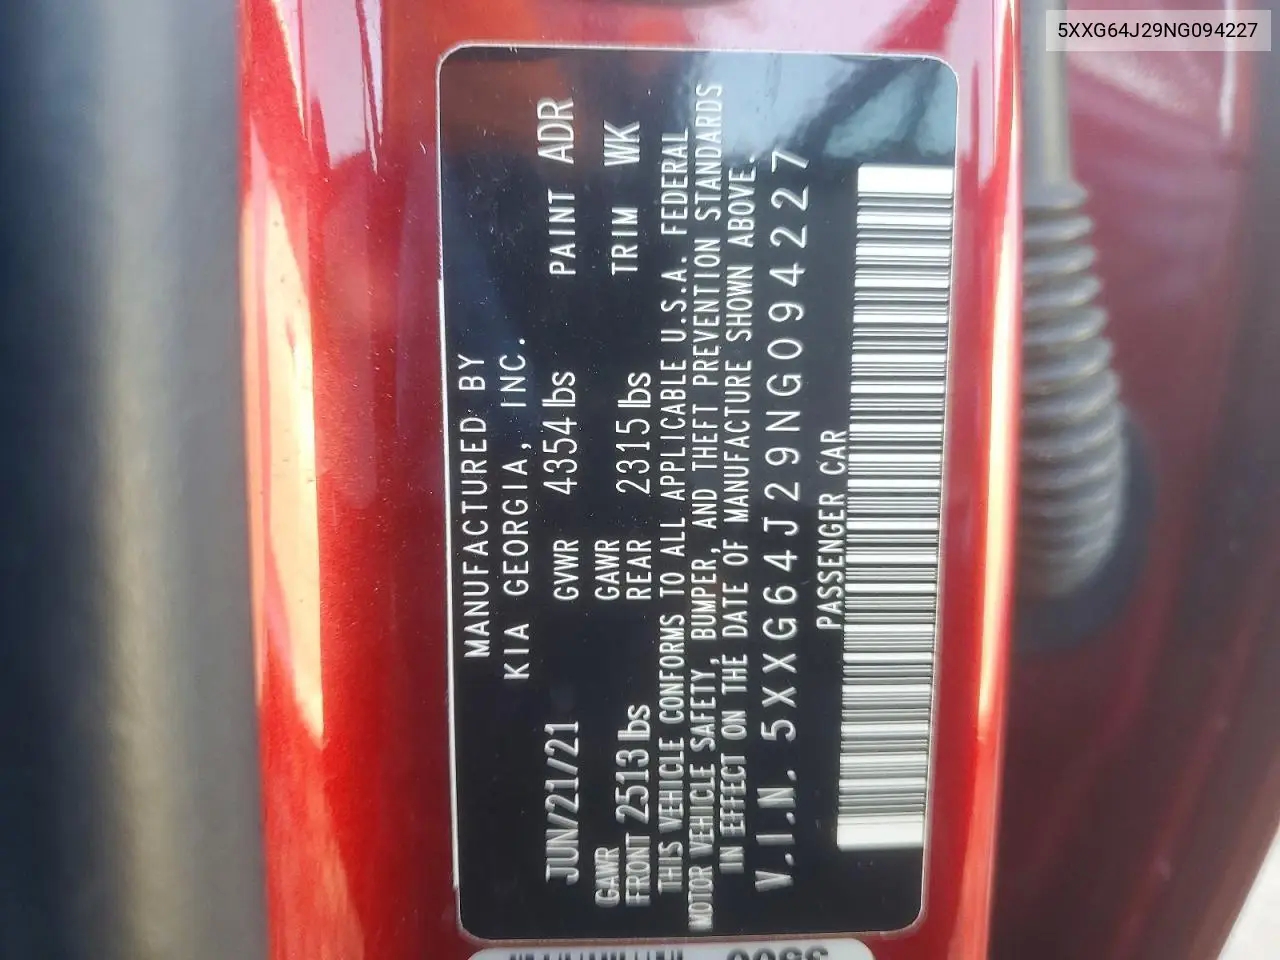 5XXG64J29NG094227
MANUFACTURED BY
KIA GEORGIA, INC.
JUN/21/21 GVWR 4354 lbs PAINT ADR
GAWR GAWR
FRONT 2513 lbs REAR 2315 lbs TRIM WK
THIS VEHICLE CONFORMS TO ALL APPLICABLE U.S.A. FEDERAL
MOTOR VEHICLE SAFETY, BUMPER, AND THEFT PREVENTION STANDARDS
IN EFFECT ON THE DATE OF MANUFACTURE SHOWN ABOVE.
V.I.N. 5XXG64J29NG094227
PASSENGER CAR